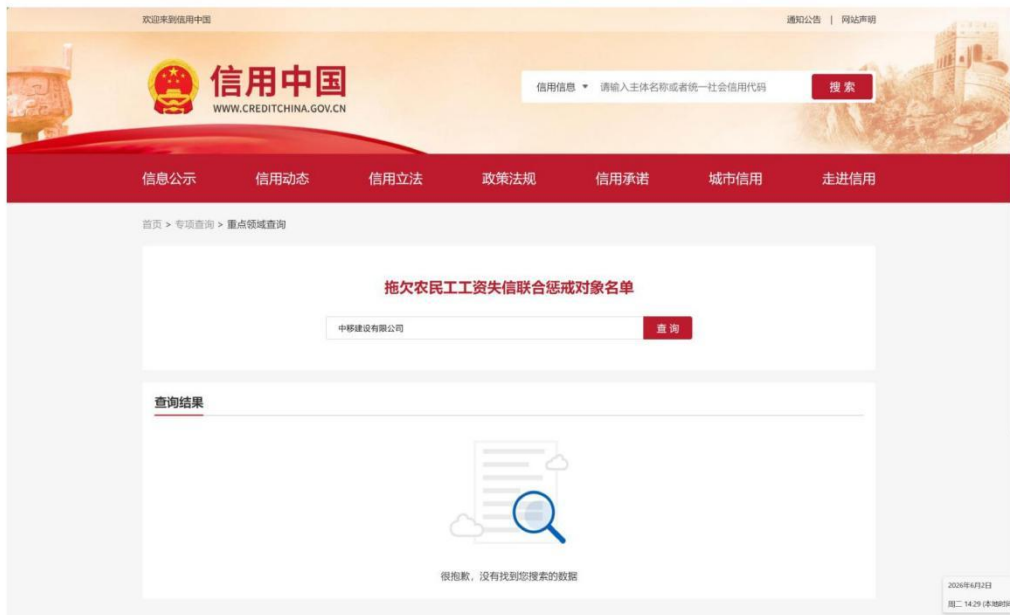 欢迎来到信用中国
通知公告 | 网站声明
信用中国
WWW.CREDITCHINA.GOV.CN
信用信息 请输入主体名称或者统一社会信用代码 搜索
信息公示 信用动态 信用立法 政策法规 信用承诺 城市信用 走进信用
首页 > 专项查询 > 重点领域查询
拖欠农民工工资失信联合惩戒对象名单
中移建设有限公司 查询
查询结果
很抱歉，没有找到您搜索的数据
2026年6月2日
周二 14:29 (本地时间